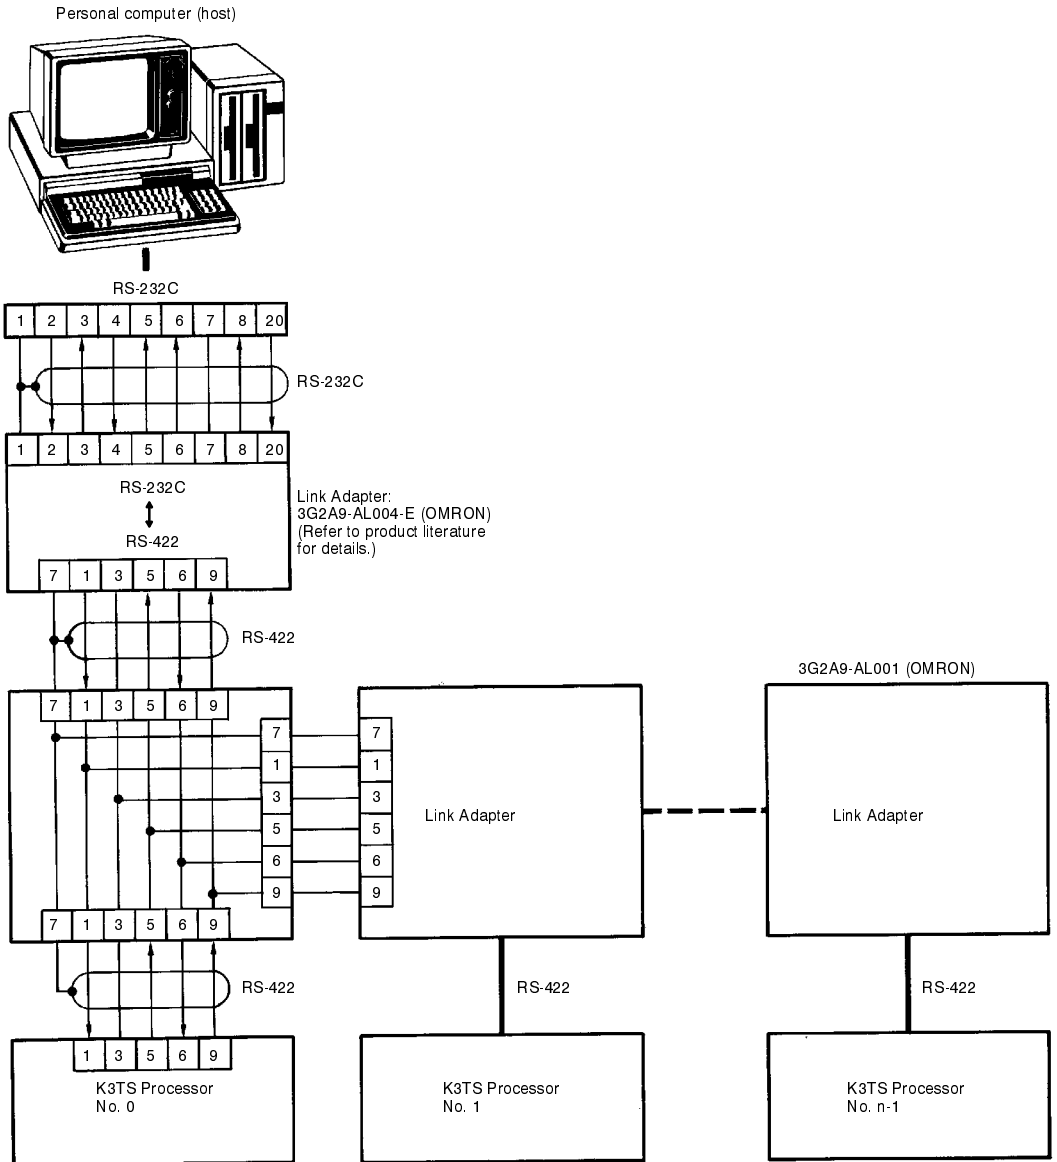 Personal computer (host)
RS-232C
1 2 3 4 5 6 7 8 20
RS-232C
1 2 3 4 5 6 7 8 20
RS-232C
RS-422
Link Adapter:
3G2A9-AL004-E (OMRON)
(Refer to product literature
for details.)
7 1 3 5 6 9
RS-422
7 1 3 5 6 9
7
1
3
5
6
9
7
1
3
5
6
9
Link Adapter
3G2A9-AL001 (OMRON)
Link Adapter
7 1 3 5 6 9
RS-422
RS-422
RS-422
1 3 5 6 9
K3TS Processor
No. 0
K3TS Processor
No. 1
K3TS Processor
No. n-1